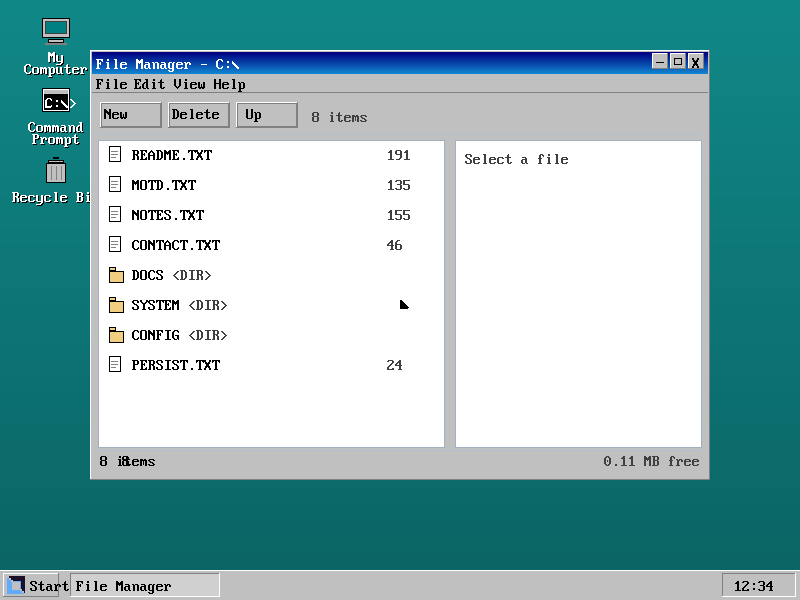 My
Computer
C:\>
Command
Prompt
Recycle Bi
File Manager - C:\
X
File Edit View Help
New Delete Up 8 items
README.TXT 191
MOTD.TXT 135
NOTES.TXT 155
CONTACT.TXT 46
DOCS <DIR>
SYSTEM <DIR>
CONFIG <DIR>
PERSIST.TXT 24
Select a file
8 items
0.11 MB free
Start File Manager 12:34